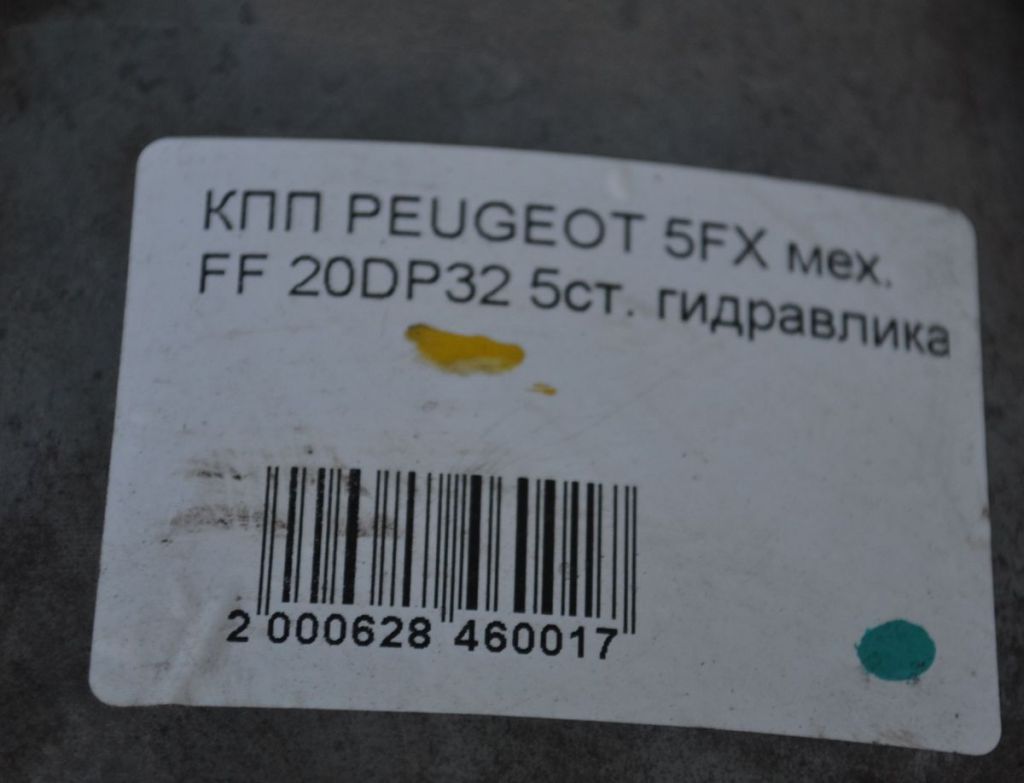 КПП PEUGEOT 5FX мех.
FF 20DP32 5ст. гидравлика
2 000628 460017